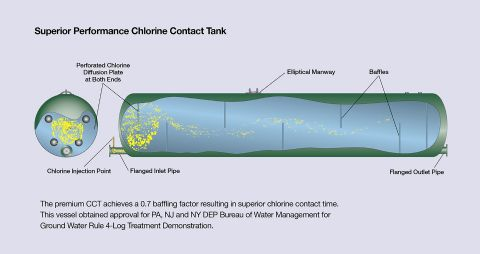 Superior Performance Chlorine Contact Tank
Perforated Chlorine
Diffusion Plate
at Both Ends
Elliptical Manway
Baffles
Chlorine Injection Point
Flanged Inlet Pipe
Flanged Outlet Pipe
The premium CCT achieves a 0.7 baffling factor resulting in superior chlorine contact time.
This vessel obtained approval for PA, NJ and NY DEP Bureau of Water Management for
Ground Water Rule 4-Log Treatment Demonstration.